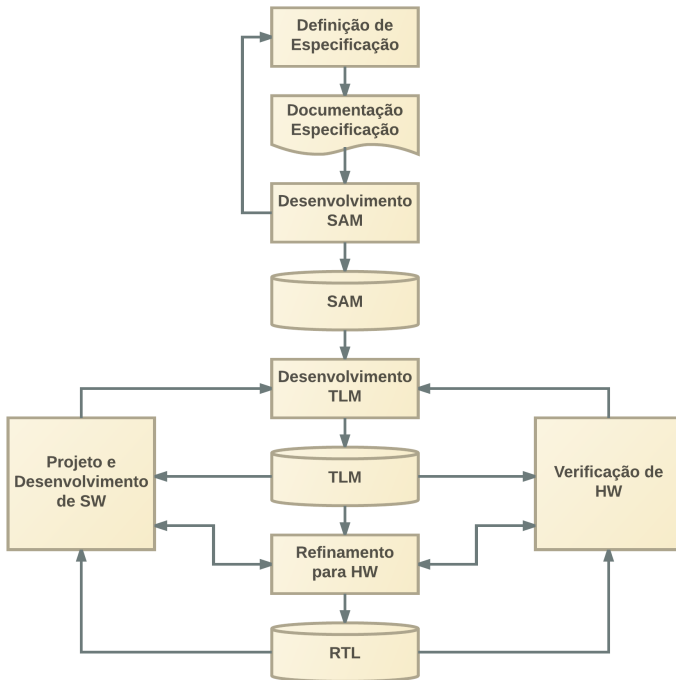 Definição de
Especificação
Documentação
Especificação
Desenvolvimento
SAM
SAM
Desenvolvimento
TLM
Projeto e
Desenvolvimento
de SW
TLM
Verificação de
HW
Refinamento
para HW
RTL